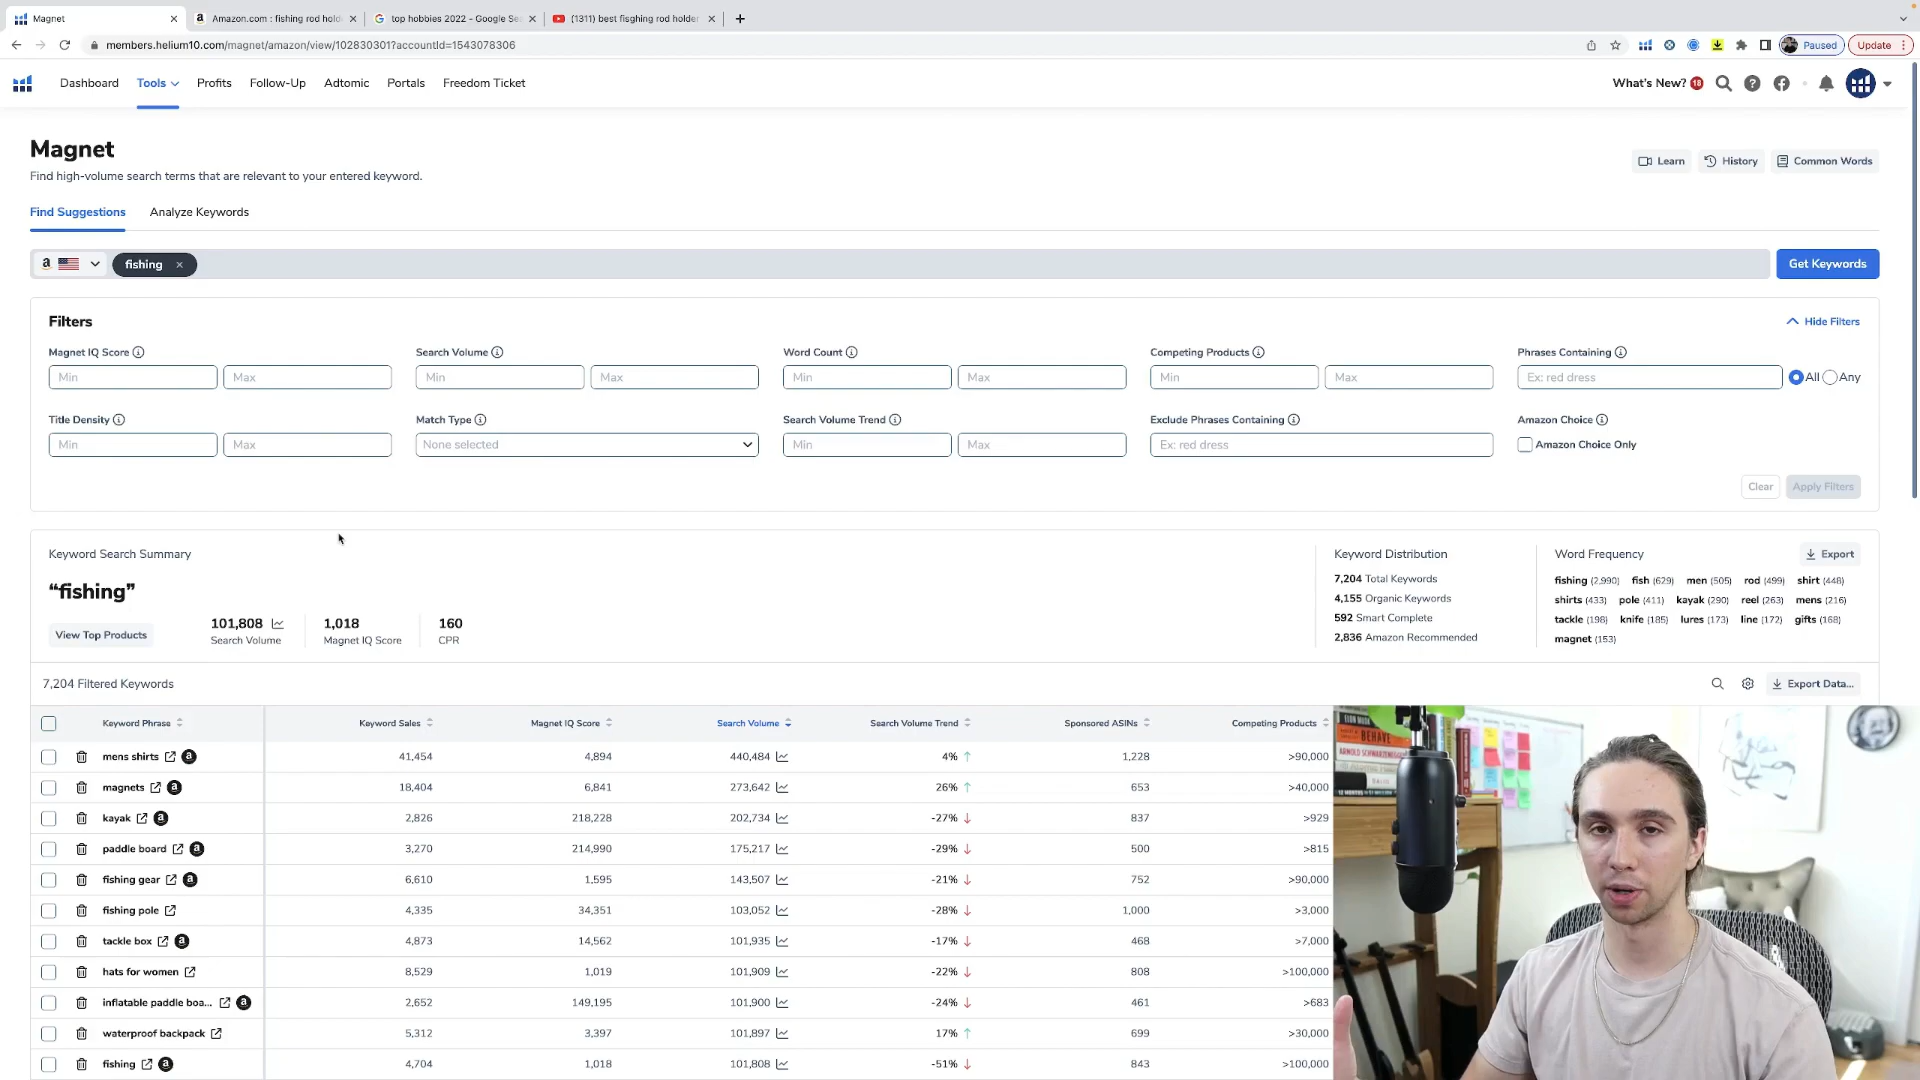 Magnet
Amazon.com : fishing rod hold
top hobbies 2022 - Google Se
(1311) best fisghing rod holder
members.helium10.com/magnet/amazon/view/102830301?accountId=1543078306
Paused
Update
Dashboard
Tools
Profits
Follow-Up
Adtomic
Portals
Freedom Ticket
What's New? 18
Magnet
Find high-volume search terms that are relevant to your entered keyword.
Learn
History
Common Words
Find Suggestions
Analyze Keywords
fishing
Get Keywords
Filters
Hide Filters
Magnet IQ Score
Search Volume
Word Count
Competing Products
Phrases Containing
Min Max Min Max Min Max Min Max Ex: red dress All Any
Title Density
Match Type
Search Volume Trend
Exclude Phrases Containing
Amazon Choice
Min Max None selected Min Max Ex: red dress Amazon Choice Only
Clear
Apply Filters
Keyword Search Summary
“fishing”
View Top Products
101,808
Search Volume
1,018
Magnet IQ Score
160
CPR
Keyword Distribution
7,204 Total Keywords
4,155 Organic Keywords
592 Smart Complete
2,836 Amazon Recommended
Word Frequency
Export
fishing (2,990) fish (629) men (505) rod (499) shirt (448)
shirts (433) pole (411) kayak (290) reel (263) mens (216)
tackle (198) knife (185) lures (173) line (172) gifts (168)
magnet (153)
7,204 Filtered Keywords
Export Data...
Keyword Phrase Keyword Sales Magnet IQ Score Search Volume Search Volume Trend Sponsored ASINs Competing Products
mens shirts 41,454 4,894 440,484 4% 1,228 >90,000
magnets 18,404 6,841 273,642 26% 653 >40,000
kayak 2,826 218,228 202,734 -27% 837 >929
paddle board 3,270 214,990 175,217 -29% 500 >815
fishing gear 6,610 1,595 143,507 -21% 752 >90,000
fishing pole 4,335 34,351 103,052 -28% 1,000 >3,000
tackle box 4,873 14,562 101,935 -17% 468 >7,000
hats for women 8,529 1,019 101,909 -22% 808 >100,000
inflatable paddle boa... 2,652 149,195 101,900 -24% 461 >683
waterproof backpack 5,312 3,397 101,897 17% 699 >30,000
fishing 4,704 1,018 101,808 -51% 843 >100,000
BEHAVE
ARNOLD SCHWARZENEGGER